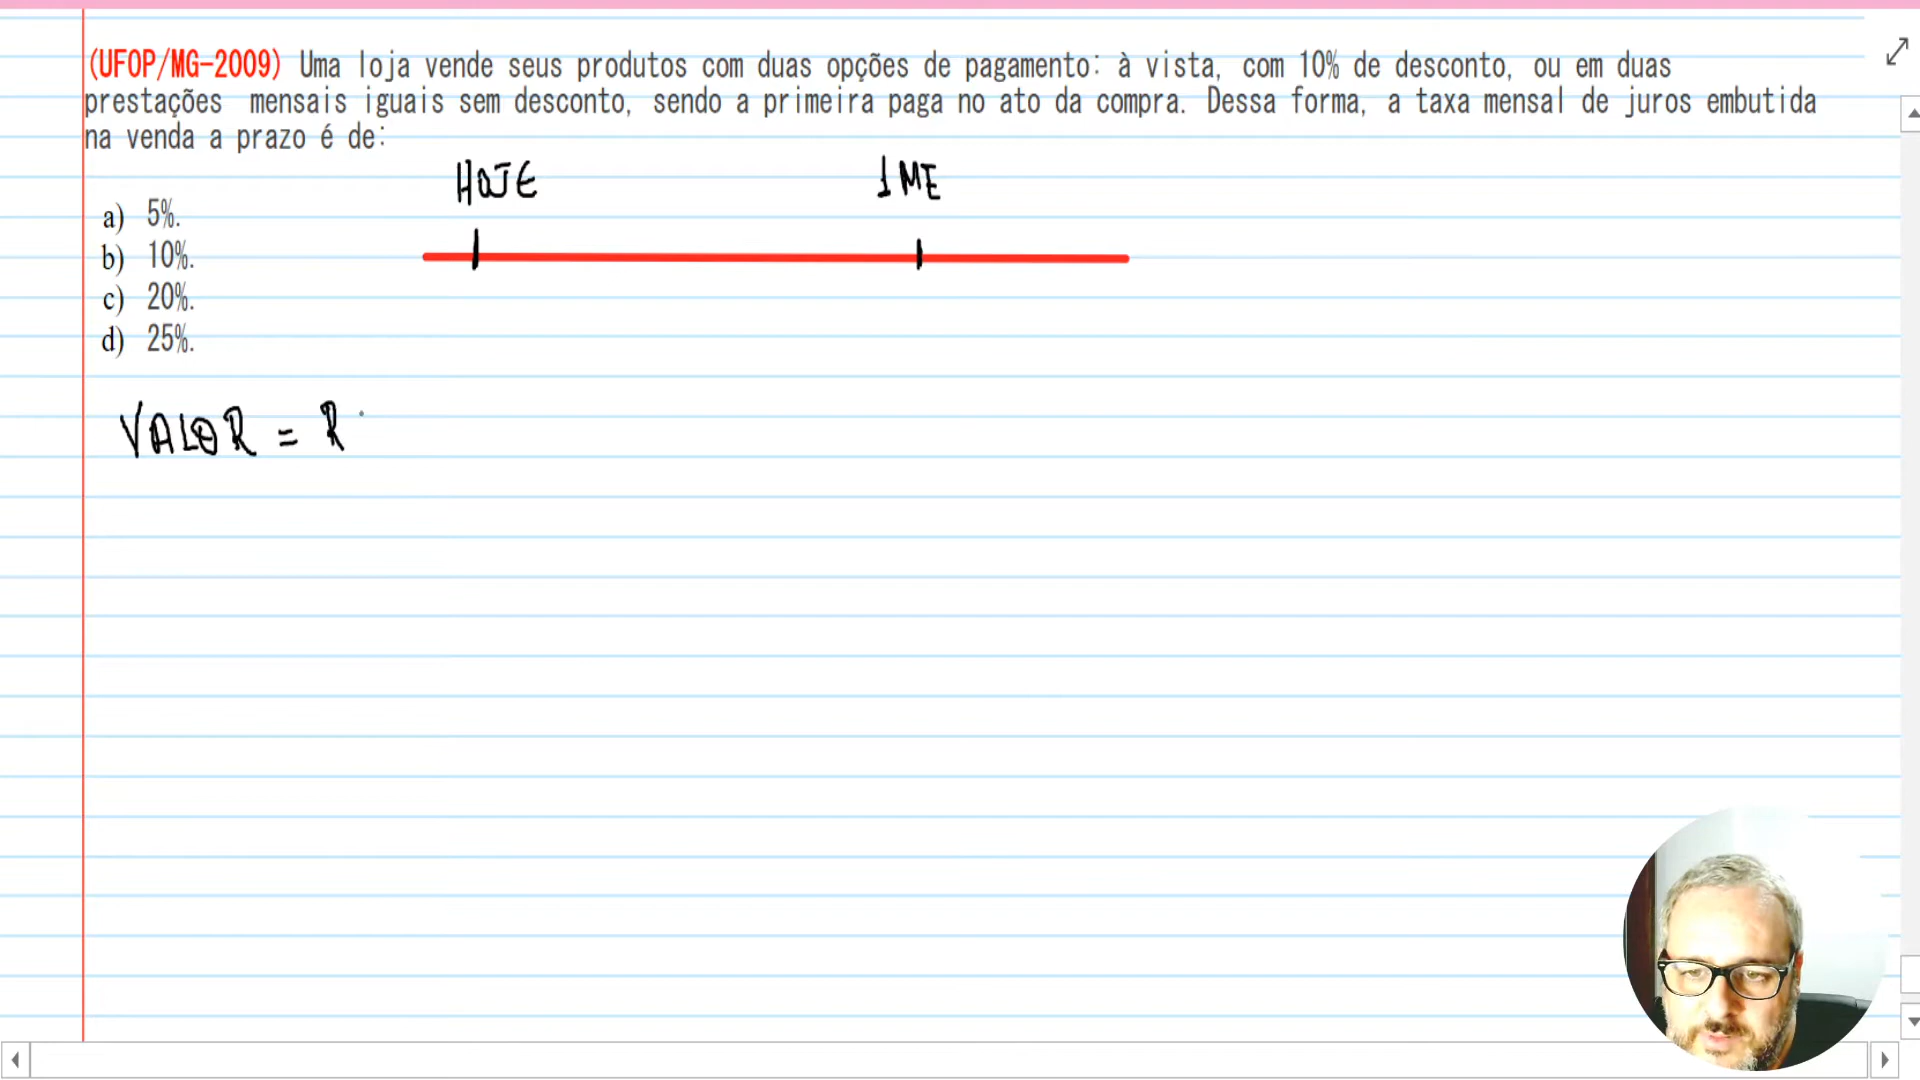 (UFOP/MG-2009) Uma loja vende seus produtos com duas opções de pagamento: à vista, com 10% de desconto, ou em duas
prestações mensais iguais sem desconto, sendo a primeira paga no ato da compra. Dessa forma, a taxa mensal de juros embutida
na venda a prazo é de:
HOJE 1 ME
a) 5%.
b) 10%.
c) 20%.
d) 25%.
VALOR = R